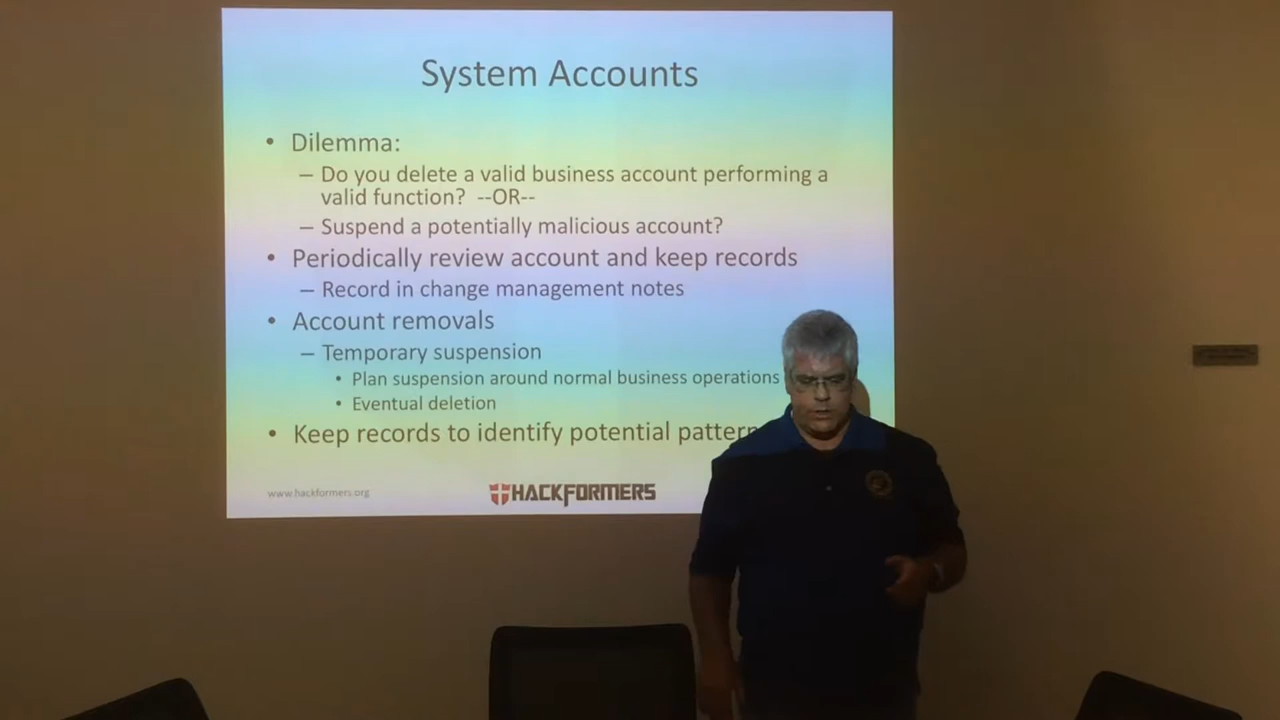 System Accounts
• Dilemma:
– Do you delete a valid business account performing a
valid function? --OR--
– Suspend a potentially malicious account?
• Periodically review account and keep records
– Record in change management notes
• Account removals
– Temporary suspension
• Plan suspension around normal business operations
• Eventual deletion
• Keep records to identify potential
www.hackformers.org
HACKFORMERS